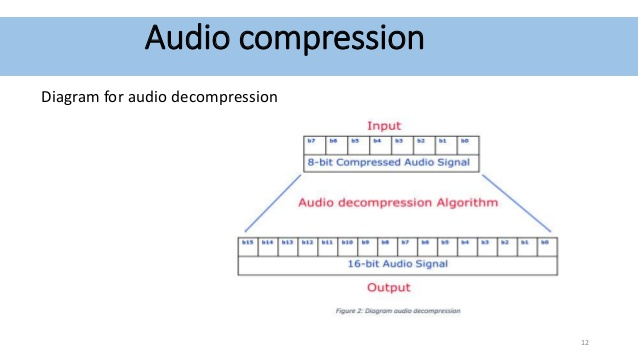 Audio compression
Diagram for audio decompression
Input
b7 b6 b5 b4 b3 b2 b1 b0
8-bit Compressed Audio Signal
Audio decompression Algorithm
b15 b14 b13 b12 b11 b10 b9 b8 b7 b6 b5 b4 b3 b2 b1 b0
16-bit Audio Signal
Output
Figure 2: Diagram audio decompression
12